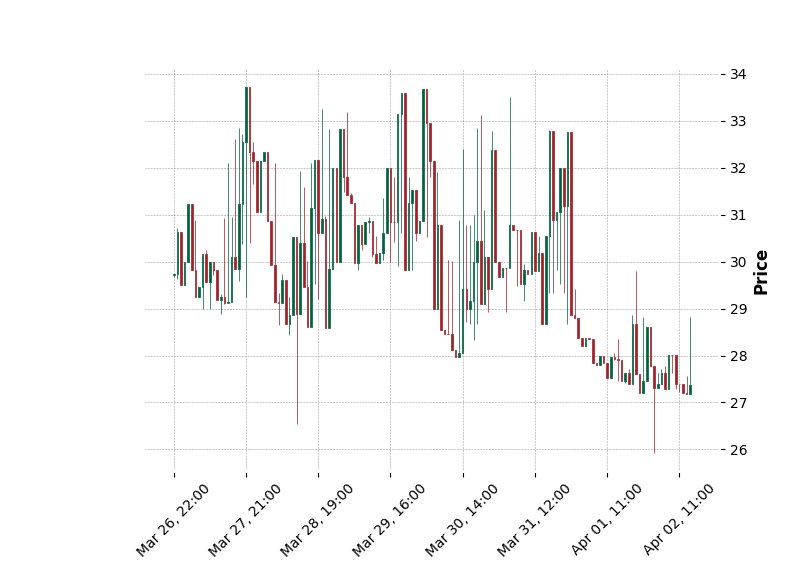 34
33
32
31
30
29
28
27
26
Price
Mar 26, 22:00
Mar 27, 21:00
Mar 28, 19:00
Mar 29, 16:00
Mar 30, 14:00
Mar 31, 12:00
Apr 01, 11:00
Apr 02, 11:00